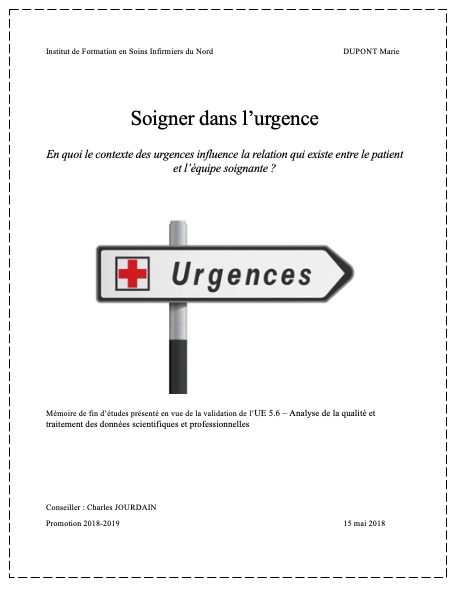 Institut de Formation en Soins Infirmiers du Nord DUPONT Marie
Soigner dans l’urgence
En quoi le contexte des urgences influence la relation qui existe entre le patient
et l’équipe soignante ?
Urgences
Mémoire de fin d’études présenté en vue de la validation de l’UE 5.6 – Analyse de la qualité et
traitement des données scientifiques et professionnelles
Conseiller : Charles JOURDAIN
Promotion 2018-2019 15 mai 2018